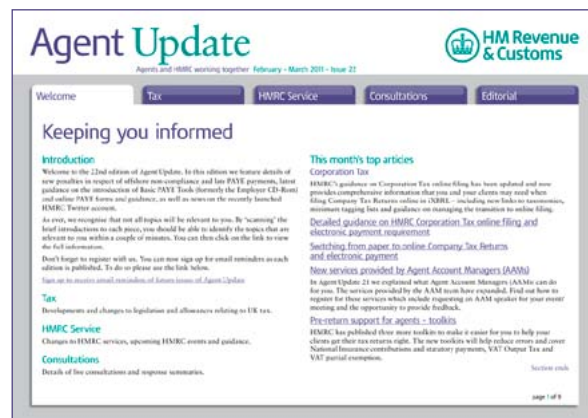 Agent Update
Agents and HMRC working together February – March 2011 – Issue 22
HM Revenue
& Customs
Welcome
Tax
HMRC Service
Consultations
Editorial
Keeping you informed
Introduction
Welcome to the 22nd edition of Agent Update. In this edition we feature details of
new penalties in respect of offshore non-compliance and late PAYE payments, latest
guidance on the introduction of Basic PAYE Tools (formerly the Employer CD-Rom)
and online PAYE forms and guidance, as well as news on the recently launched
HMRC Twitter account.
As ever, we recognise that not all topics will be relevant to you. By 'scanning' the
brief introductions to each piece, you should be able to identify the topics that are
relevant to you within a couple of minutes. You can then click on the link to view
the full information.
Don't forget to register with us. You can now sign up for email reminders as each
edition is published. To do so please use the link below.
Sign up to receive email reminders of future issues of Agent Update
Tax
Developments and changes to legislation and allowances relating to UK tax.
HMRC Service
Changes to HMRC services, upcoming HMRC events and guidance.
Consultations
Details of live consultations and response summaries.
This month's top articles
Corporation Tax
HMRC's guidance on Corporation Tax online filing has been updated and now
provides comprehensive information that you and your clients may need when
filing Company Tax Returns online in iXBRL – including new links to taxonomies,
minimum tagging lists and guidance on managing the transition to online filing.
Detailed guidance on HMRC Corporation Tax online filing and
electronic payment requirement
Switching from paper to online Company Tax Returns
and electronic payment
New services provided by Agent Account Managers (AAMs)
In Agent Update 21 we explained what Agent Account Managers (AAMs) can do
for you. The services provided by the AAM team have expanded. Find out how to
register for these services which include requesting an AAM speaker for your event/
meeting and the opportunity to provide feedback.
Pre-return support for agents – toolkits
HMRC has published three more toolkits to make it easier for you to help your
clients get their tax returns right. The new toolkits will help reduce errors and cover
National Insurance contributions and statutory payments, VAT Output Tax and
VAT partial exemption.
Section ends
page 1 of 8